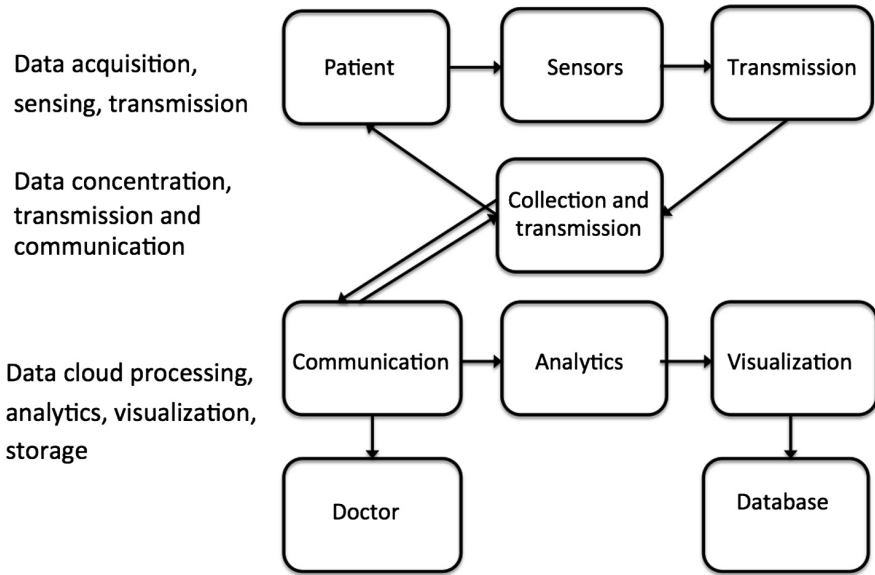 Data acquisition,
sensing, transmission
Patient
Sensors
Transmission
Data concentration,
transmission and
communication
Collection and
transmission
Data cloud processing,
analytics, visualization,
storage
Communication
Analytics
Visualization
Doctor
Database